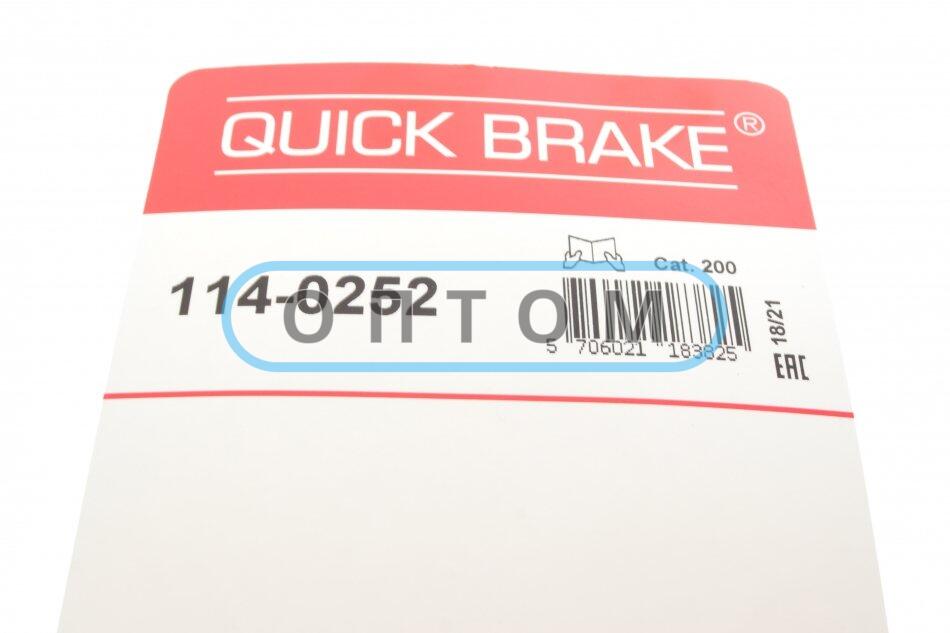 QUICK BRAKE®
Cat. 200
114-0252
ОПТОМ
5 706021 183825
18/21
EAC